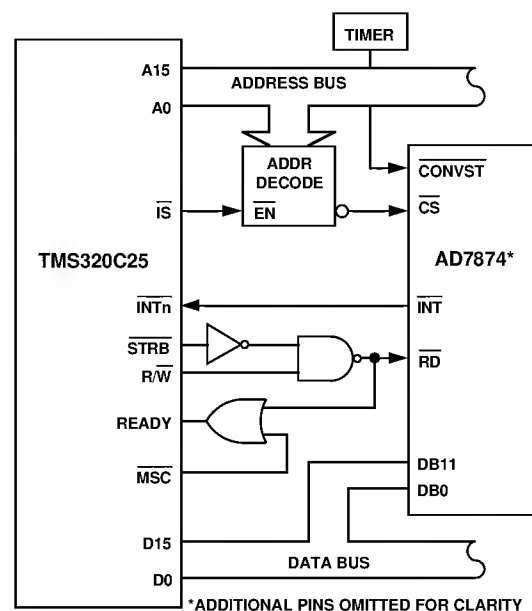 TIMER
A15
ADDRESS BUS
A0
ADDR
DECODE
CONVST
IS
EN
CS
TMS320C25
AD7874*
INTn
INT
STRB
R/W
RD
READY
MSC
DB11
DB0
D15
DATA BUS
D0
*ADDITIONAL PINS OMITTED FOR CLARITY